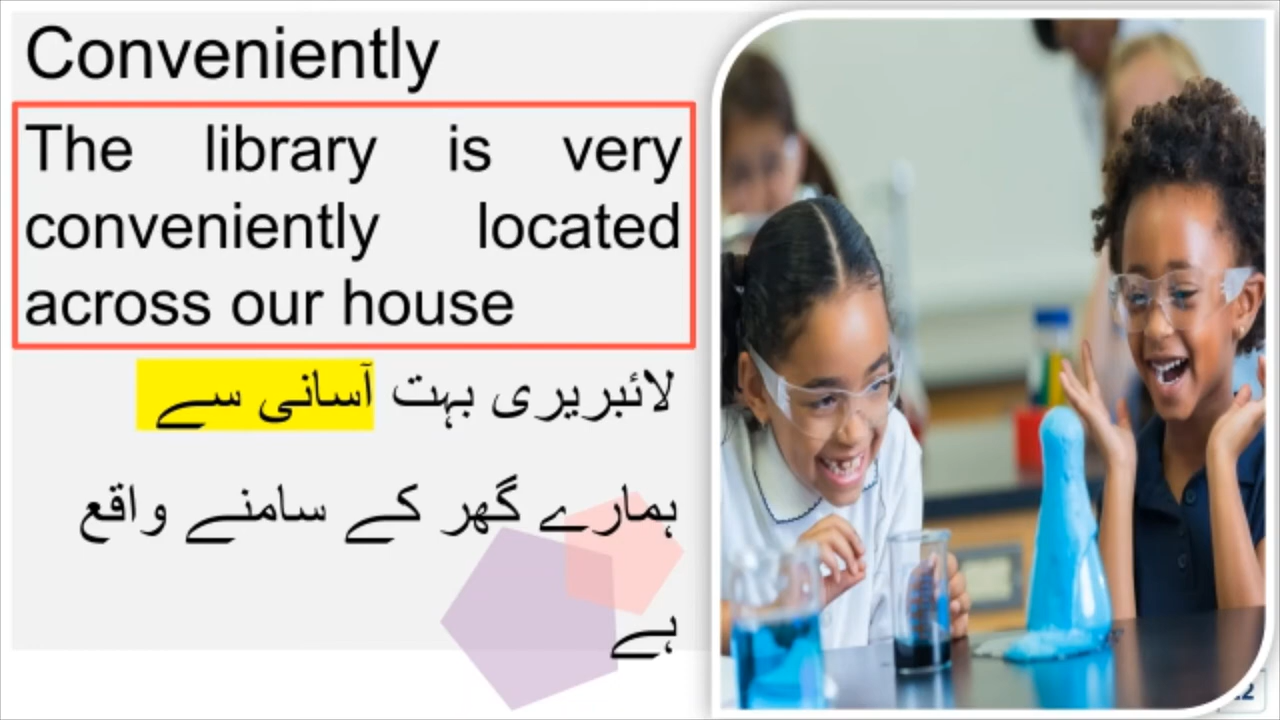 Conveniently
The library is very
conveniently located
across our house
لائبریری بہت آسانی سے
ہمارے گھر کے سامنے واقع
ہے